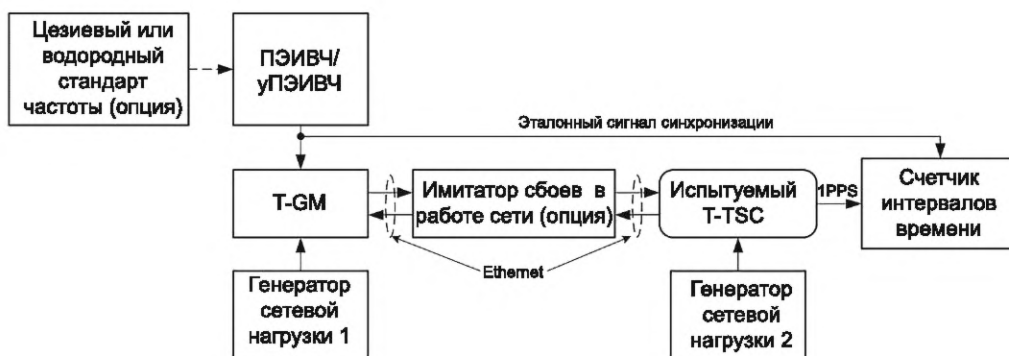 Цезиевый или
водородный
стандарт
частоты (опция)
ПЭИВЧ/
уПЭИВЧ
Эталонный сигнал синхронизации
T-GM
Имитатор сбоев в
работе сети (опция)
Испытуемый
T-TSC
1PPS
Счетчик
интервалов
времени
Ethernet
Генератор
сетевой
нагрузки 1
Генератор
сетевой
нагрузки 2